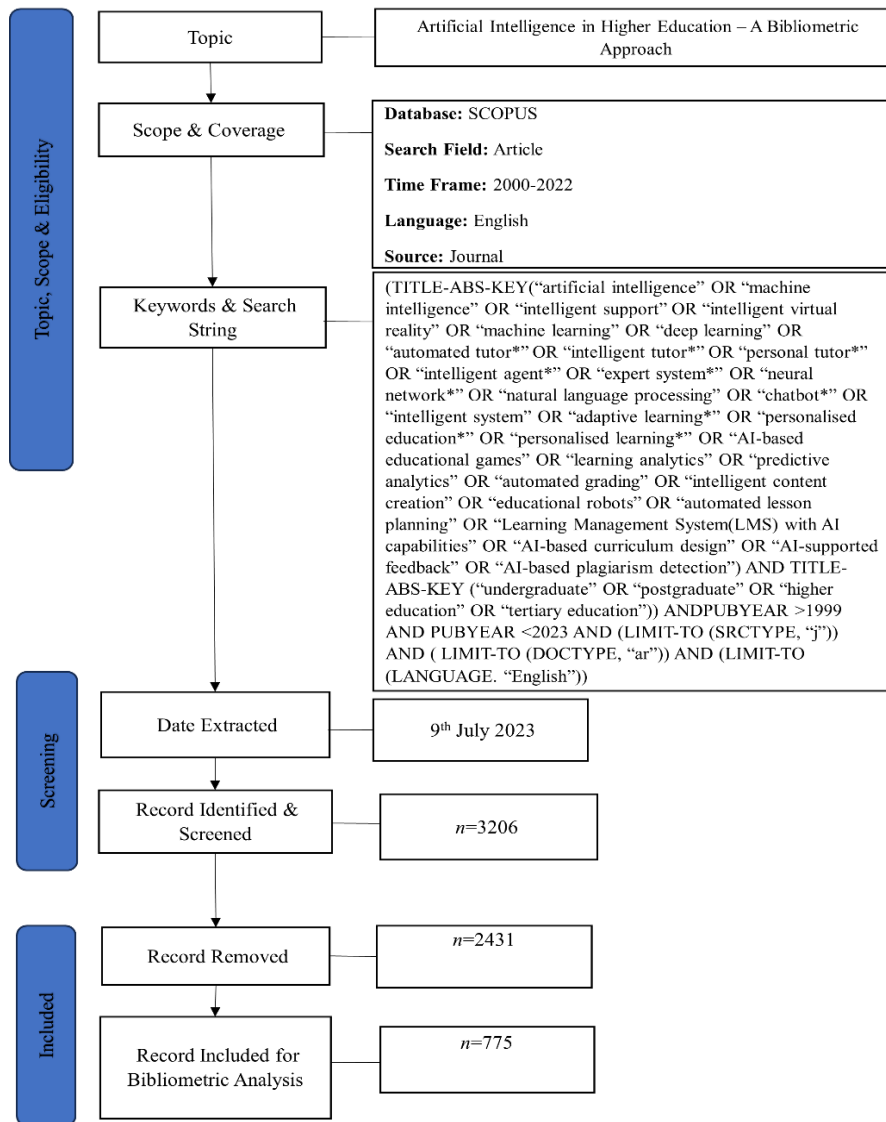 Topic, Scope & Eligibility
Topic
Artificial Intelligence in Higher Education – A Bibliometric
Approach
Scope & Coverage
Database: SCOPUS
Search Field: Article
Time Frame: 2000-2022
Language: English
Source: Journal
Keywords & Search
String
(TITLE-ABS-KEY(“artificial intelligence” OR “machine
intelligence” OR “intelligent support” OR “intelligent virtual
reality” OR “machine learning” OR “deep learning” OR
“automated tutor*” OR “intelligent tutor*” OR “personal tutor*”
OR “intelligent agent*” OR “expert system*” OR “neural
network*” OR “natural language processing” OR “chatbot*” OR
“intelligent system” OR “adaptive learning*” OR “personalised
education*” OR “personalised learning*” OR “AI-based
educational games” OR “learning analytics” OR “predictive
analytics” OR “automated grading” OR “intelligent content
creation” OR “educational robots” OR “automated lesson
planning” OR “Learning Management System(LMS) with AI
capabilities” OR “AI-based curriculum design” OR “AI-supported
feedback” OR “AI-based plagiarism detection”) AND TITLE-
ABS-KEY (“undergraduate” OR “postgraduate” OR “higher
education” OR “tertiary education”)) ANDPUBYEAR >1999
AND PUBYEAR <2023 AND (LIMIT-TO (SRCTYPE, “j”))
AND ( LIMIT-TO (DOCTYPE, “ar”)) AND (LIMIT-TO
(LANGUAGE. “English”))
Screening
Date Extracted
9th July 2023
Record Identified &
Screened
n=3206
Included
Record Removed
n=2431
Record Included for
Bibliometric Analysis
n=775